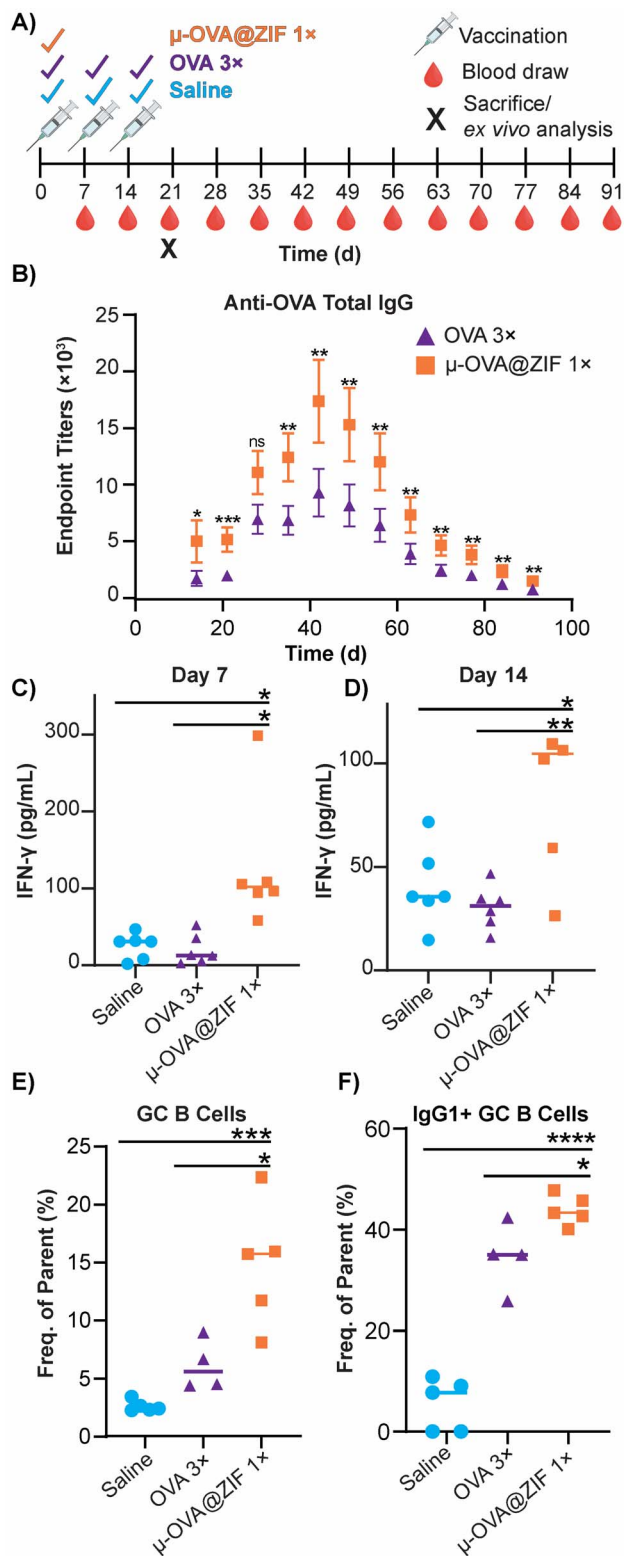 A)
μ-OVA@ZIF 1×
OVA 3×
Saline
Vaccination
Blood draw
X Sacrifice/
ex vivo analysis
0 7 14 21 28 35 42 49 56 63 70 77 84 91
X
Time (d)
B)
Anti-OVA Total IgG
OVA 3×
μ-OVA@ZIF 1×
Endpoint Titers (×10³)
25
20
15
10
5
0
* *** ns ** ** ** ** ** ** ** ** **
0 20 40 60 80 100
Time (d)
C)
Day 7
*
*
IFN-γ (pg/mL)
300
200
100
0
Saline
OVA 3×
μ-OVA@ZIF 1×
D)
Day 14
*
**
IFN-γ (pg/mL)
100
50
0
Saline
OVA 3×
μ-OVA@ZIF 1×
E)
GC B Cells
***
*
Freq. of Parent (%)
25
20
15
10
5
0
Saline
OVA 3×
μ-OVA@ZIF 1×
F)
IgG1+ GC B Cells
****
*
Freq. of Parent (%)
60
40
20
0
Saline
OVA 3×
μ-OVA@ZIF 1×